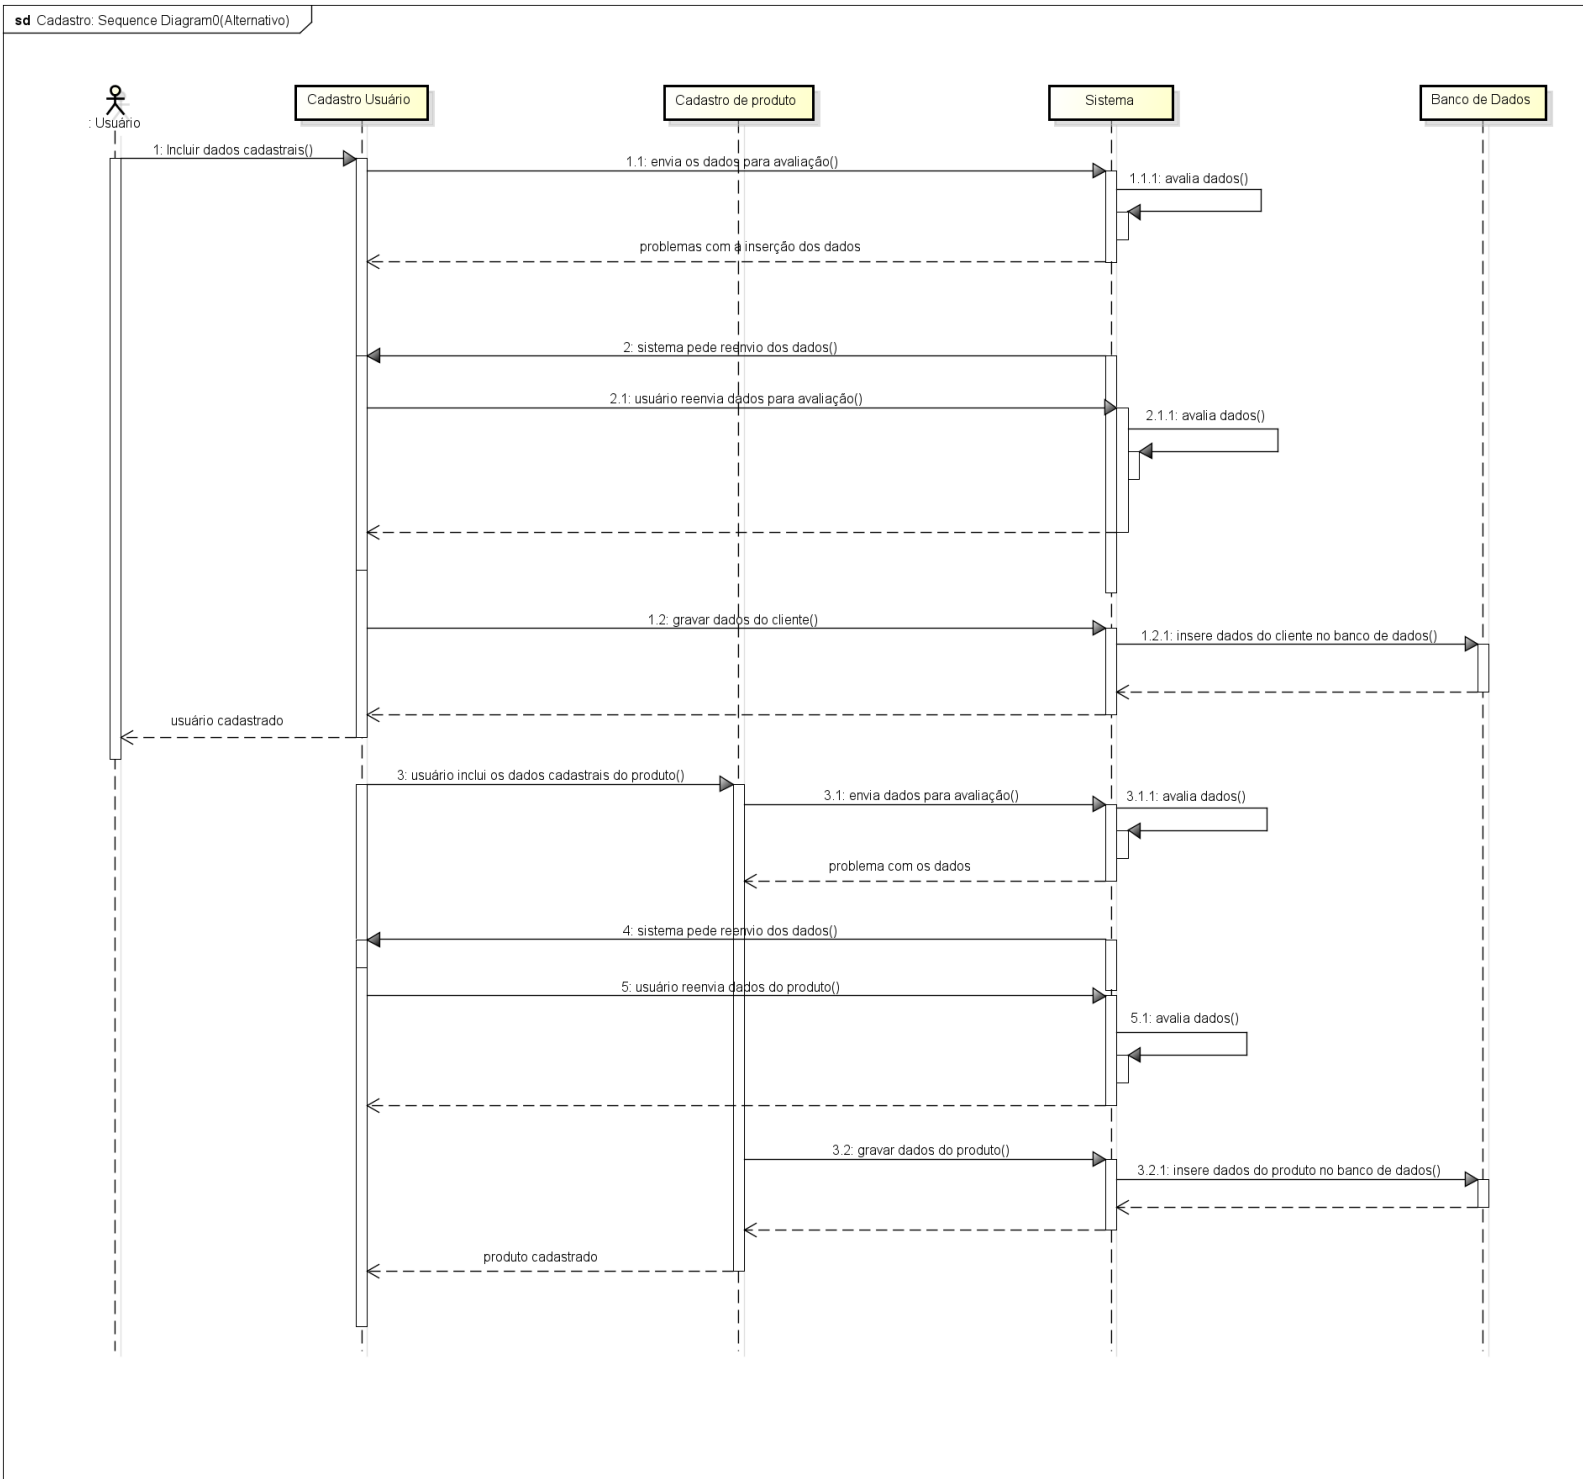 sd Cadastro: Sequence Diagram0(Alternativo)
: Usuário
Cadastro Usuário
Cadastro de produto
Sistema
Banco de Dados
1: Incluir dados cadastrais()
1.1: envia os dados para avaliação()
1.1.1: avalia dados()
problemas com a inserção dos dados
2: sistema pede reenvio dos dados()
2.1: usuário reenvia dados para avaliação()
2.1.1: avalia dados()
1.2: gravar dados do cliente()
1.2.1: insere dados do cliente no banco de dados()
usuário cadastrado
3: usuário inclui os dados cadastrais do produto()
3.1: envia dados para avaliação()
3.1.1: avalia dados()
problema com os dados
4: sistema pede reenvio dos dados()
5: usuário reenvia dados do produto()
5.1: avalia dados()
3.2: gravar dados do produto()
3.2.1: insere dados do produto no banco de dados()
produto cadastrado